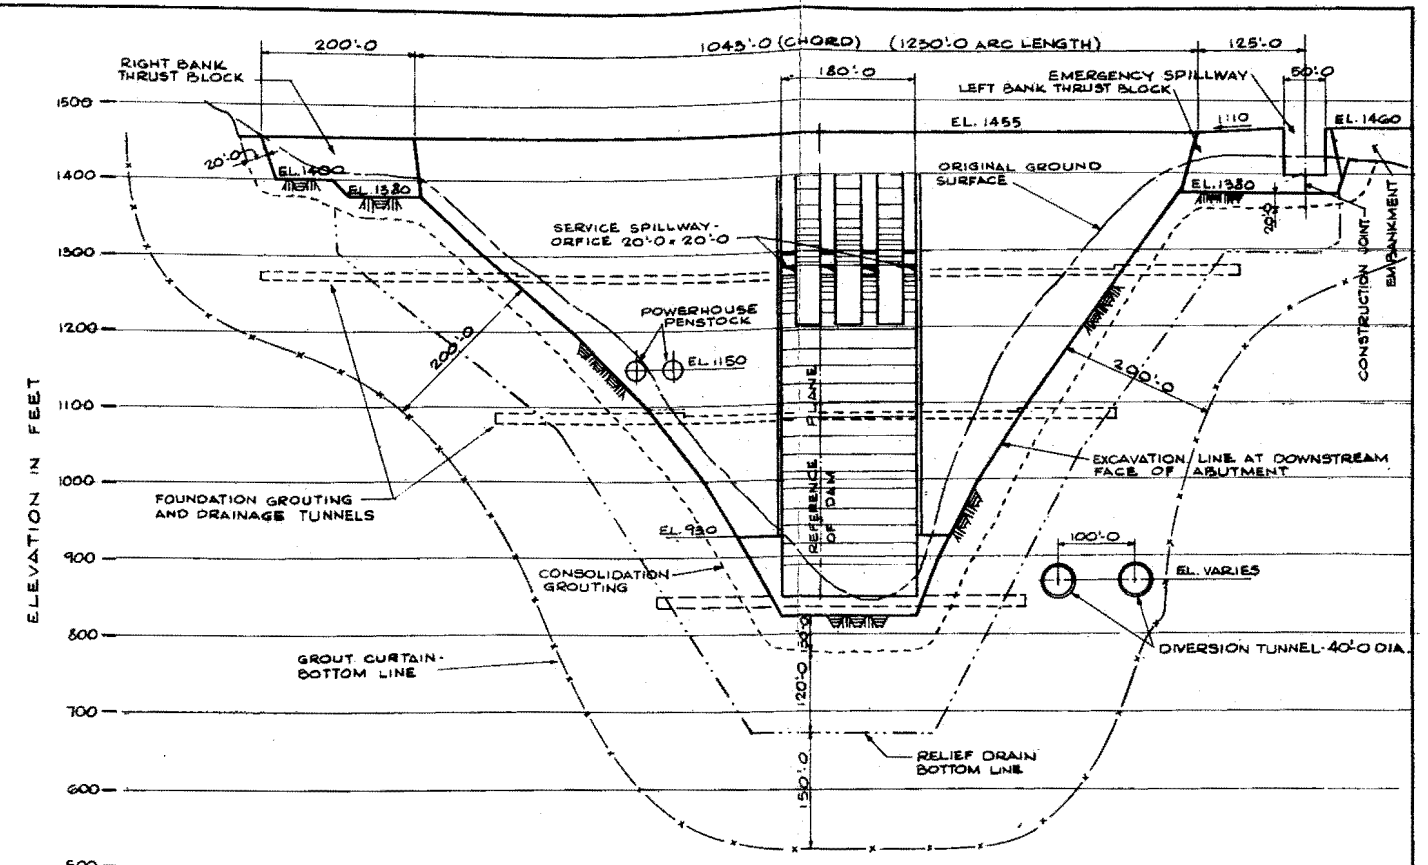 200'-0
1045'-0 (CHORD) (1250'-0 ARC LENGTH)
125'-0
RIGHT BANK
THRUST BLOCK
180'-0
EMERGENCY SPILLWAY
50'-0
LEFT BANK THRUST BLOCK
1500
EL. 1455
1:10
EL. 1460
20'-0
EL. 1400
ORIGINAL GROUND
SURFACE
1400
EL. 1380
EL. 1380
20'-0
SERVICE SPILLWAY-
ORFICE 20'-0 x 20'-0
CONSTRUCTION JOINT
EMBANKMENT
1300
POWERHOUSE
PENSTOCK
1200
200'-0
EL. 1150
200'-0
1100
REFERENCE PLANE
OF DAM
EXCAVATION LINE AT DOWNSTREAM
FACE OF ABUTMENT
1000
FOUNDATION GROUTING
AND DRAINAGE TUNNELS
ELEVATION IN FEET
EL. 930
100'-0
900
CONSOLIDATION
GROUTING
EL. VARIES
800
DIVERSION TUNNEL-40'-0 DIA.
GROUT CURTAIN-
BOTTOM LINE
120'-0
700
RELIEF DRAIN
BOTTOM LINE
150'-0
600
500